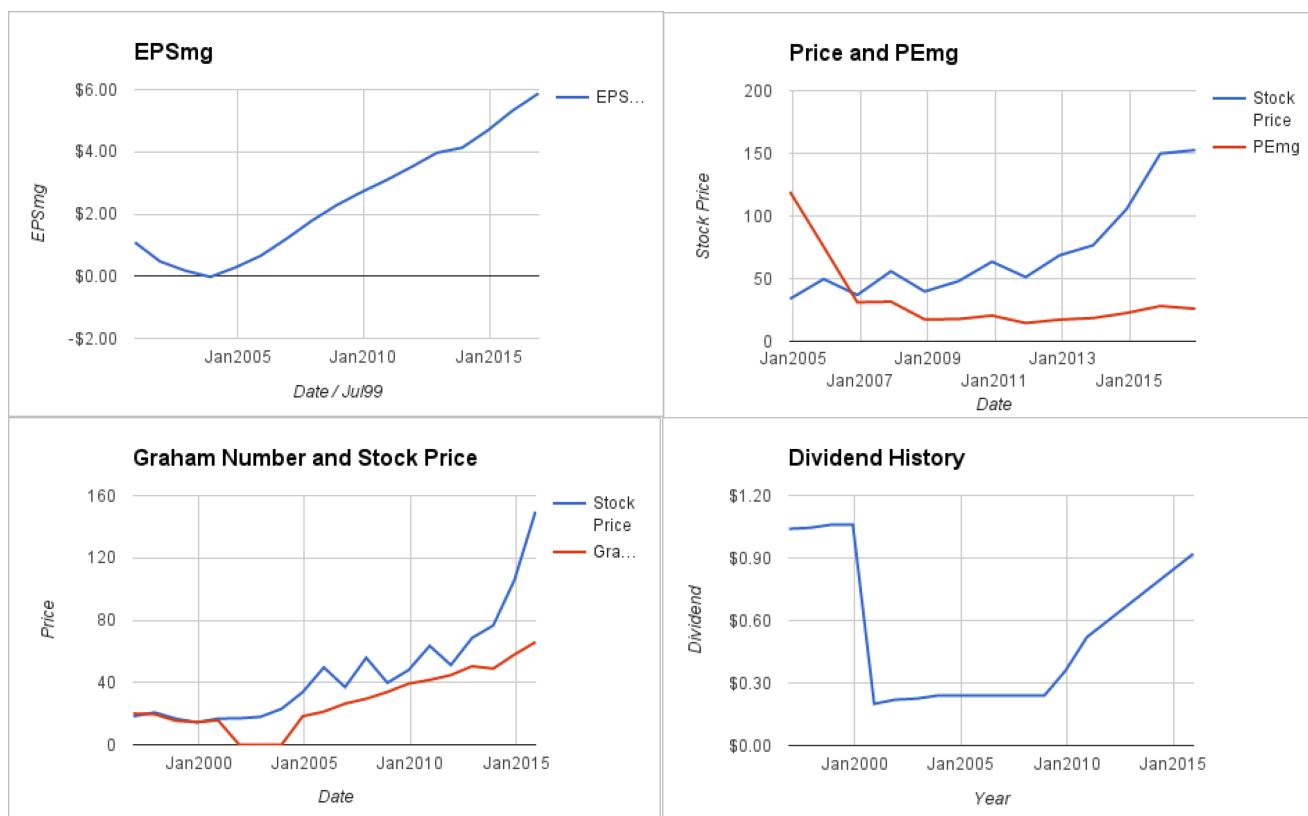 EPSmg
$6.00
$4.00
$2.00
$0.00
-$2.00
EPSmg
EPS…
Jan2005 Jan2010 Jan2015
Date / Jul99
Price and PEmg
200
150
100
50
0
Stock Price
Stock
Price
PEmg
Jan2005 Jan2009 Jan2013
Jan2007 Jan2011 Jan2015
Date
Graham Number and Stock Price
160
120
80
40
0
Price
Stock
Price
Gra…
Jan2000 Jan2005 Jan2010 Jan2015
Date
Dividend History
$1.20
$0.90
$0.60
$0.30
$0.00
Dividend
Jan2000 Jan2005 Jan2010 Jan2015
Year